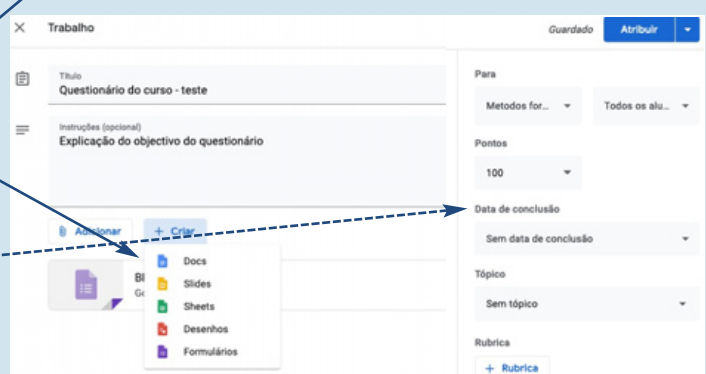 Trabalho
Guardado
Atribuir
Título
Questionário do curso - teste
Instruções (opcional)
Explicação do objectivo do questionário
Adicionar
+ Criar
Bl
Go
Docs
Slides
Sheets
Desenhos
Formulários
Para
Metodos for...
Todos os alu...
Pontos
100
Data de conclusão
Sem data de conclusão
Tópico
Sem tópico
Rubrica
+ Rubrica